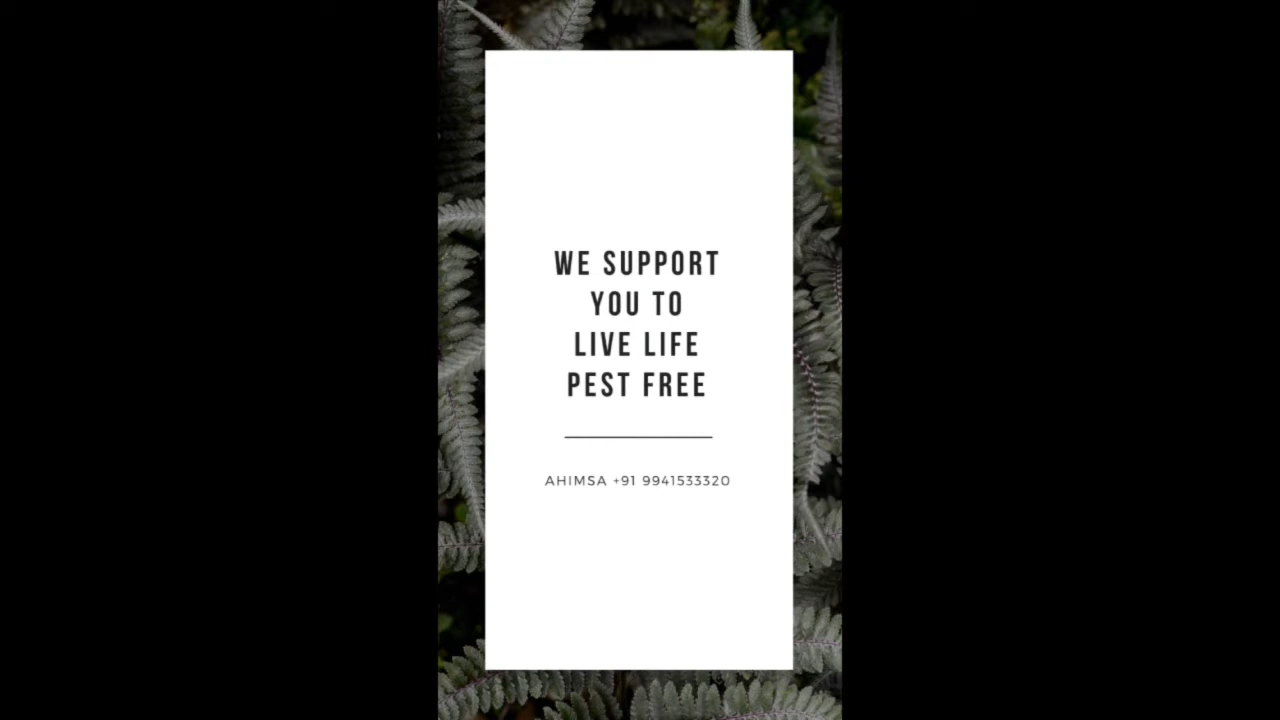 WE SUPPORT
YOU TO
LIVE LIFE
PEST FREE
AHIMSA +91 9941533320